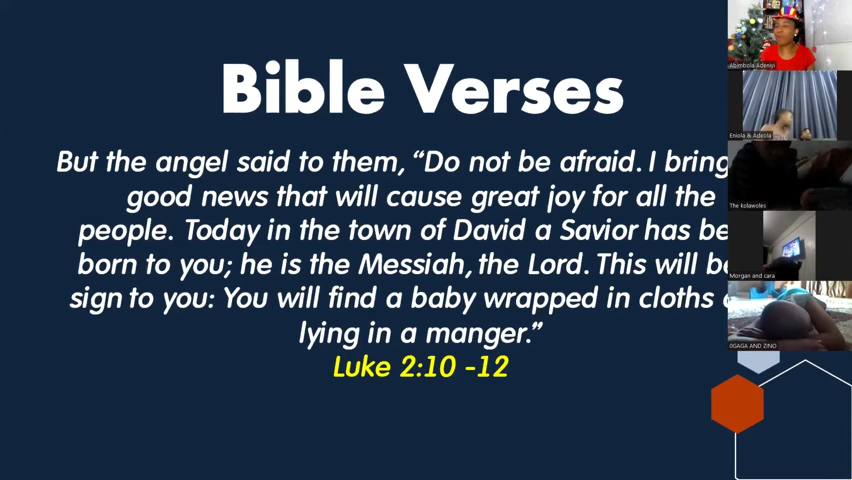 Bible Verses
But the angel said to them, “Do not be afraid. I bring
good news that will cause great joy for all the
people. Today in the town of David a Savior has
born to you; he is the Messiah, the Lord. This will
sign to you: You will find a baby wrapped in cloths
lying in a manger.”
Luke 2:10 -12
Abimbola Adeniyi
Eniola & Adeola
The kolawoles
Morgan and cara
0GAGA AND ZINO